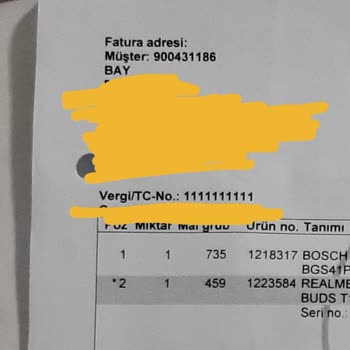 Fatura adresi:
Müşter: 900431186
BAY
Vergi/TC-No.: 1111111111
Poz Miktar Mal grub Ürün no. Tanımı
1 1 735 1218317 BOSCH
BGS41P
*2 1 459 1223584 REALME
BUDS T
Seri no.: